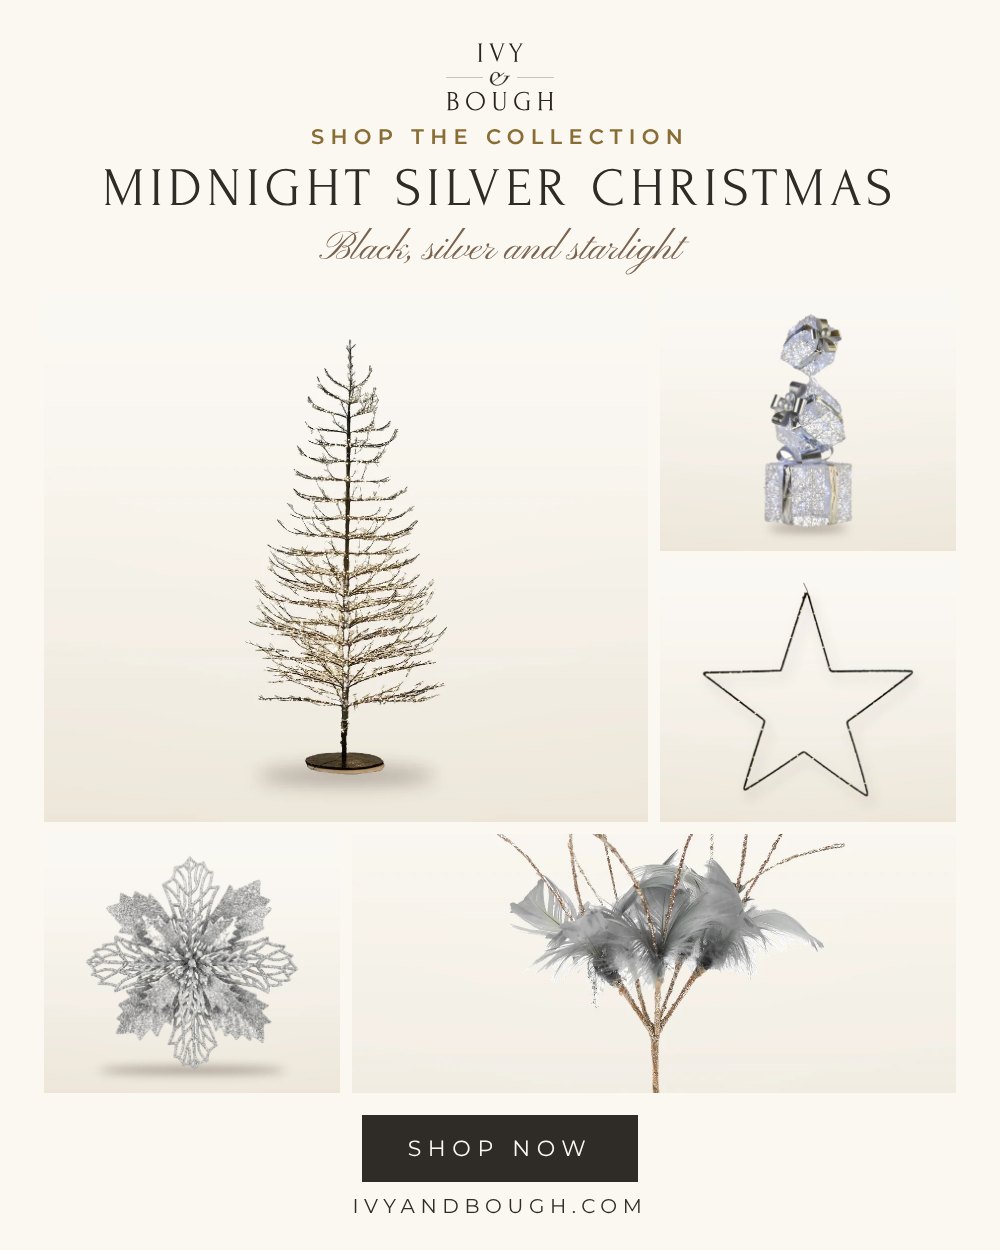 IVY
&
BOUGH
SHOP THE COLLECTION
MIDNIGHT SILVER CHRISTMAS
Black, silver and starlight
SHOP NOW
IVYANDBOUGH.COM